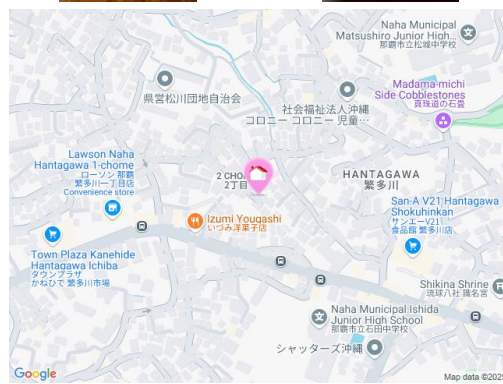 Naha Municipal
Matsushiro Junior High...
那覇市立松城中学校
Madama-michi
Side Cobblestones
真珠道の石畳
県営松川団地自治会
社会福祉法人沖縄
コロニー コロニー 児童…
Lawson Naha
Hantagawa 1-chome
ローソン 那覇
繁多川一丁目店
Convenience store
2 CHO
2丁目
HANTAGAWA
繁多川
San-A V21 Hantagawa
Shokuhinkan
サンエーV21
食品館 繁多川店
Izumi Yougashi
いづみ洋菓子店
Town Plaza Kanehide
Hantagawa Ichiba
タウンプラザ
かねひで 繁多川市場
Shikina Shrine
琉球八社 識名宮
Naha Municipal Ishida
Junior High School
那覇市立石田中学校
シャッターズ沖縄
Google
Map data ©202